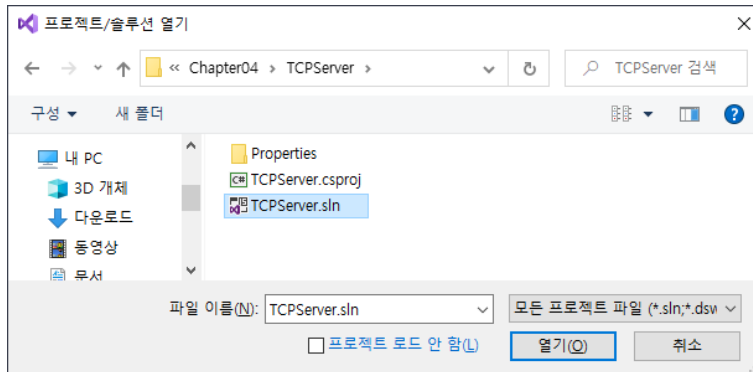 프로젝트/솔루션 열기
« Chapter04 > TCPServer >
TCPServer 검색
구성
새 폴더
내 PC
3D 개체
다운로드
동영상
문서
Properties
C# TCPServer.csproj
TCPServer.sln
파일 이름(N): TCPServer.sln
모든 프로젝트 파일 (*.sln;*.dsw
프로젝트 로드 안 함(L)
열기(O)
취소